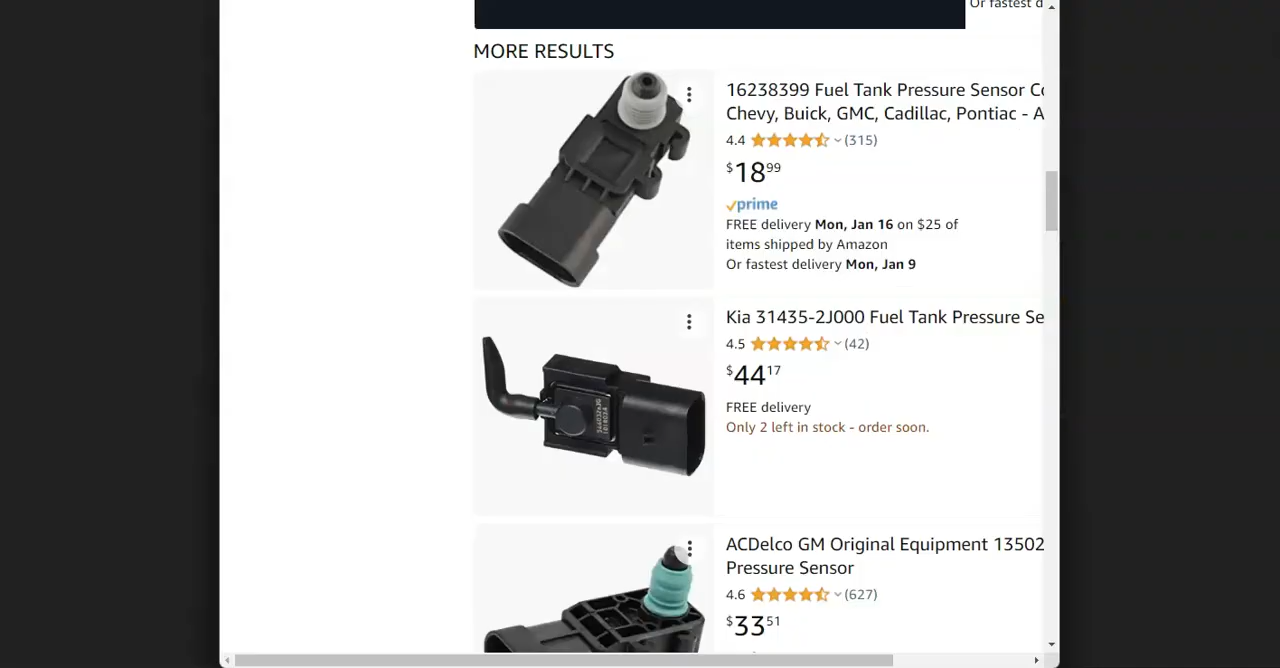 Or fastest d
MORE RESULTS
16238399 Fuel Tank Pressure Sensor Co
Chevy, Buick, GMC, Cadillac, Pontiac - A
4.4 (315)
$18.99
prime
FREE delivery Mon, Jan 16 on $25 of
items shipped by Amazon
Or fastest delivery Mon, Jan 9
Kia 31435-2J000 Fuel Tank Pressure Se
4.5 (42)
$44.17
FREE delivery
Only 2 left in stock - order soon.
ACDelco GM Original Equipment 13502
Pressure Sensor
4.6 (627)
$33.51